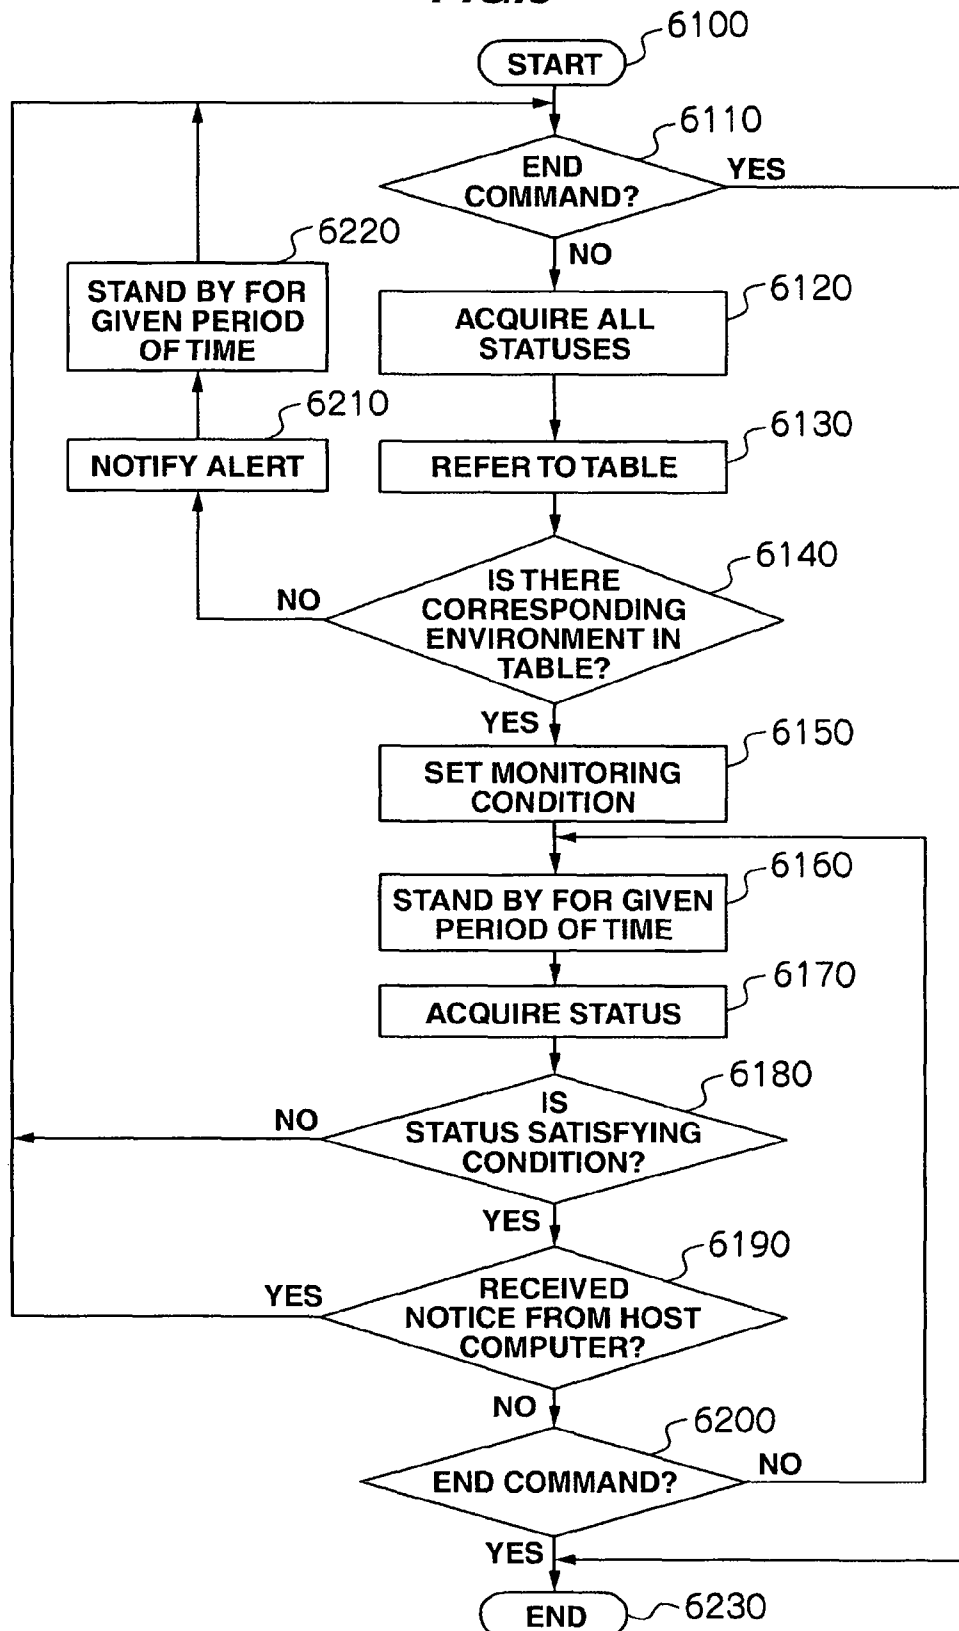 6100
START
6110
END
COMMAND?
YES
NO
6220
STAND BY FOR
GIVEN PERIOD
OF TIME
6120
ACQUIRE ALL
STATUSES
6210
NOTIFY ALERT
6130
REFER TO TABLE
6140
IS THERE
CORRESPONDING
ENVIRONMENT IN
TABLE?
NO
YES
6150
SET MONITORING
CONDITION
6160
STAND BY FOR GIVEN
PERIOD OF TIME
6170
ACQUIRE STATUS
6180
IS
STATUS SATISFYING
CONDITION?
NO
YES
6190
RECEIVED
NOTICE FROM HOST
COMPUTER?
YES
NO
6200
END COMMAND?
NO
YES
END
6230